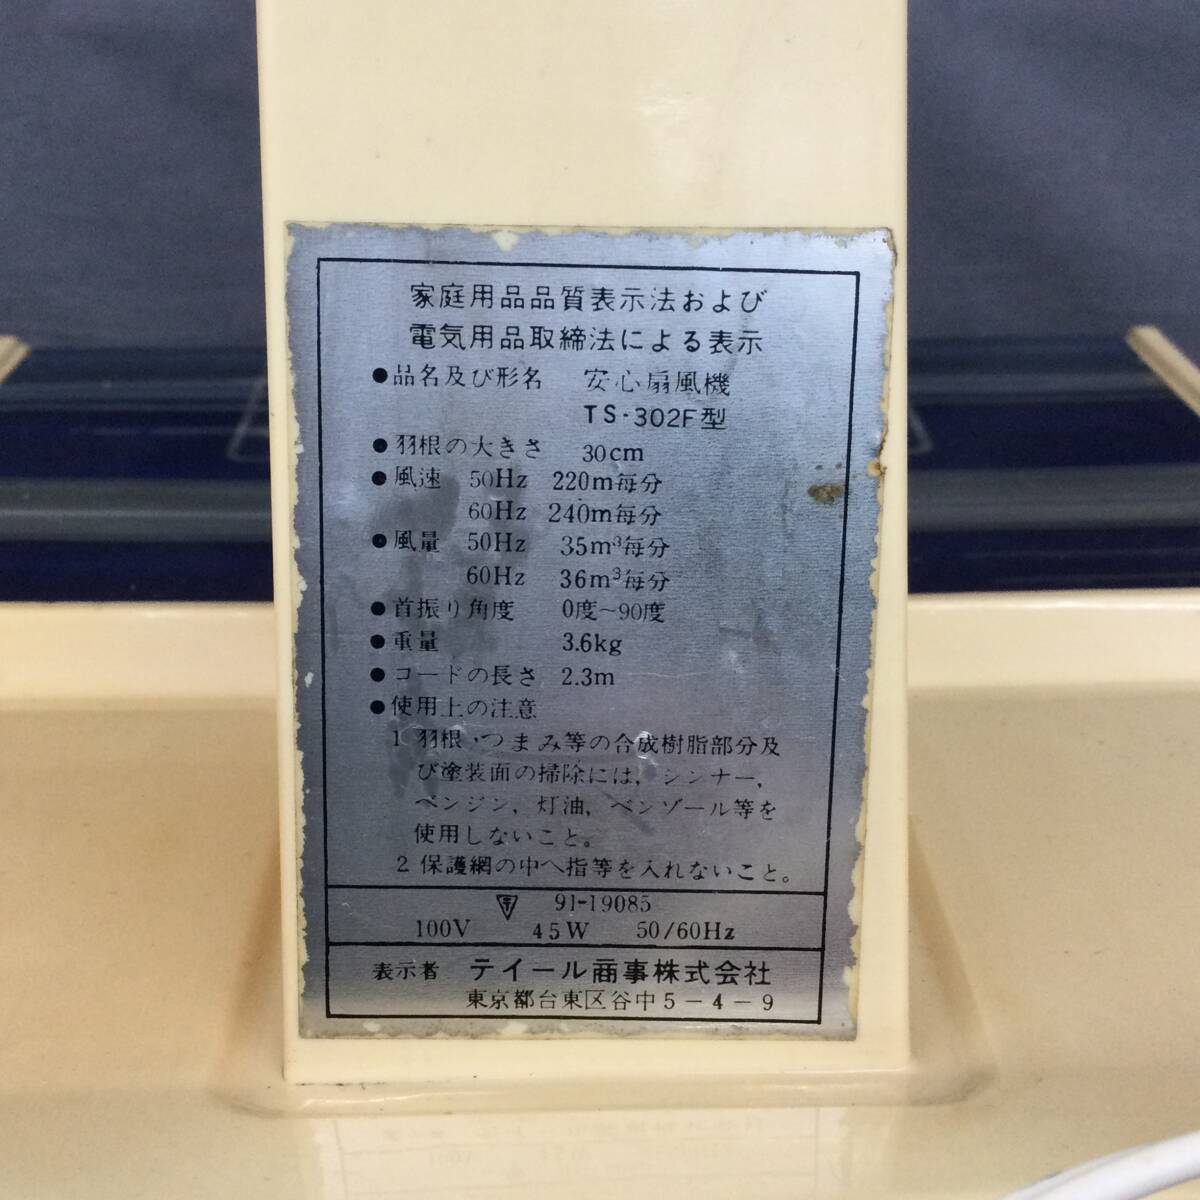 家庭用品品質表示法および
電気用品取締法による表示
●品名及び形名 安心扇風機
TS-302F型
●羽根の大きさ 30cm
●風速 50Hz 220m毎分
60Hz 240m毎分
●風量 50Hz 35m³毎分
60Hz 36m³毎分
●首振り角度 0度~90度
●重量 3.6kg
●コードの長さ 2.3m
●使用上の注意
1 羽根・つまみ等の合成樹脂部分及
び塗装面の掃除には, シンナー,
ベンジン, 灯油, ベンゾール等を
使用しないこと。
2 保護網の中へ指等を入れないこと。
〒 91-19085
100V 45W 50/60Hz
表示者 テイール商事株式会社
東京都台東区谷中5-4-9